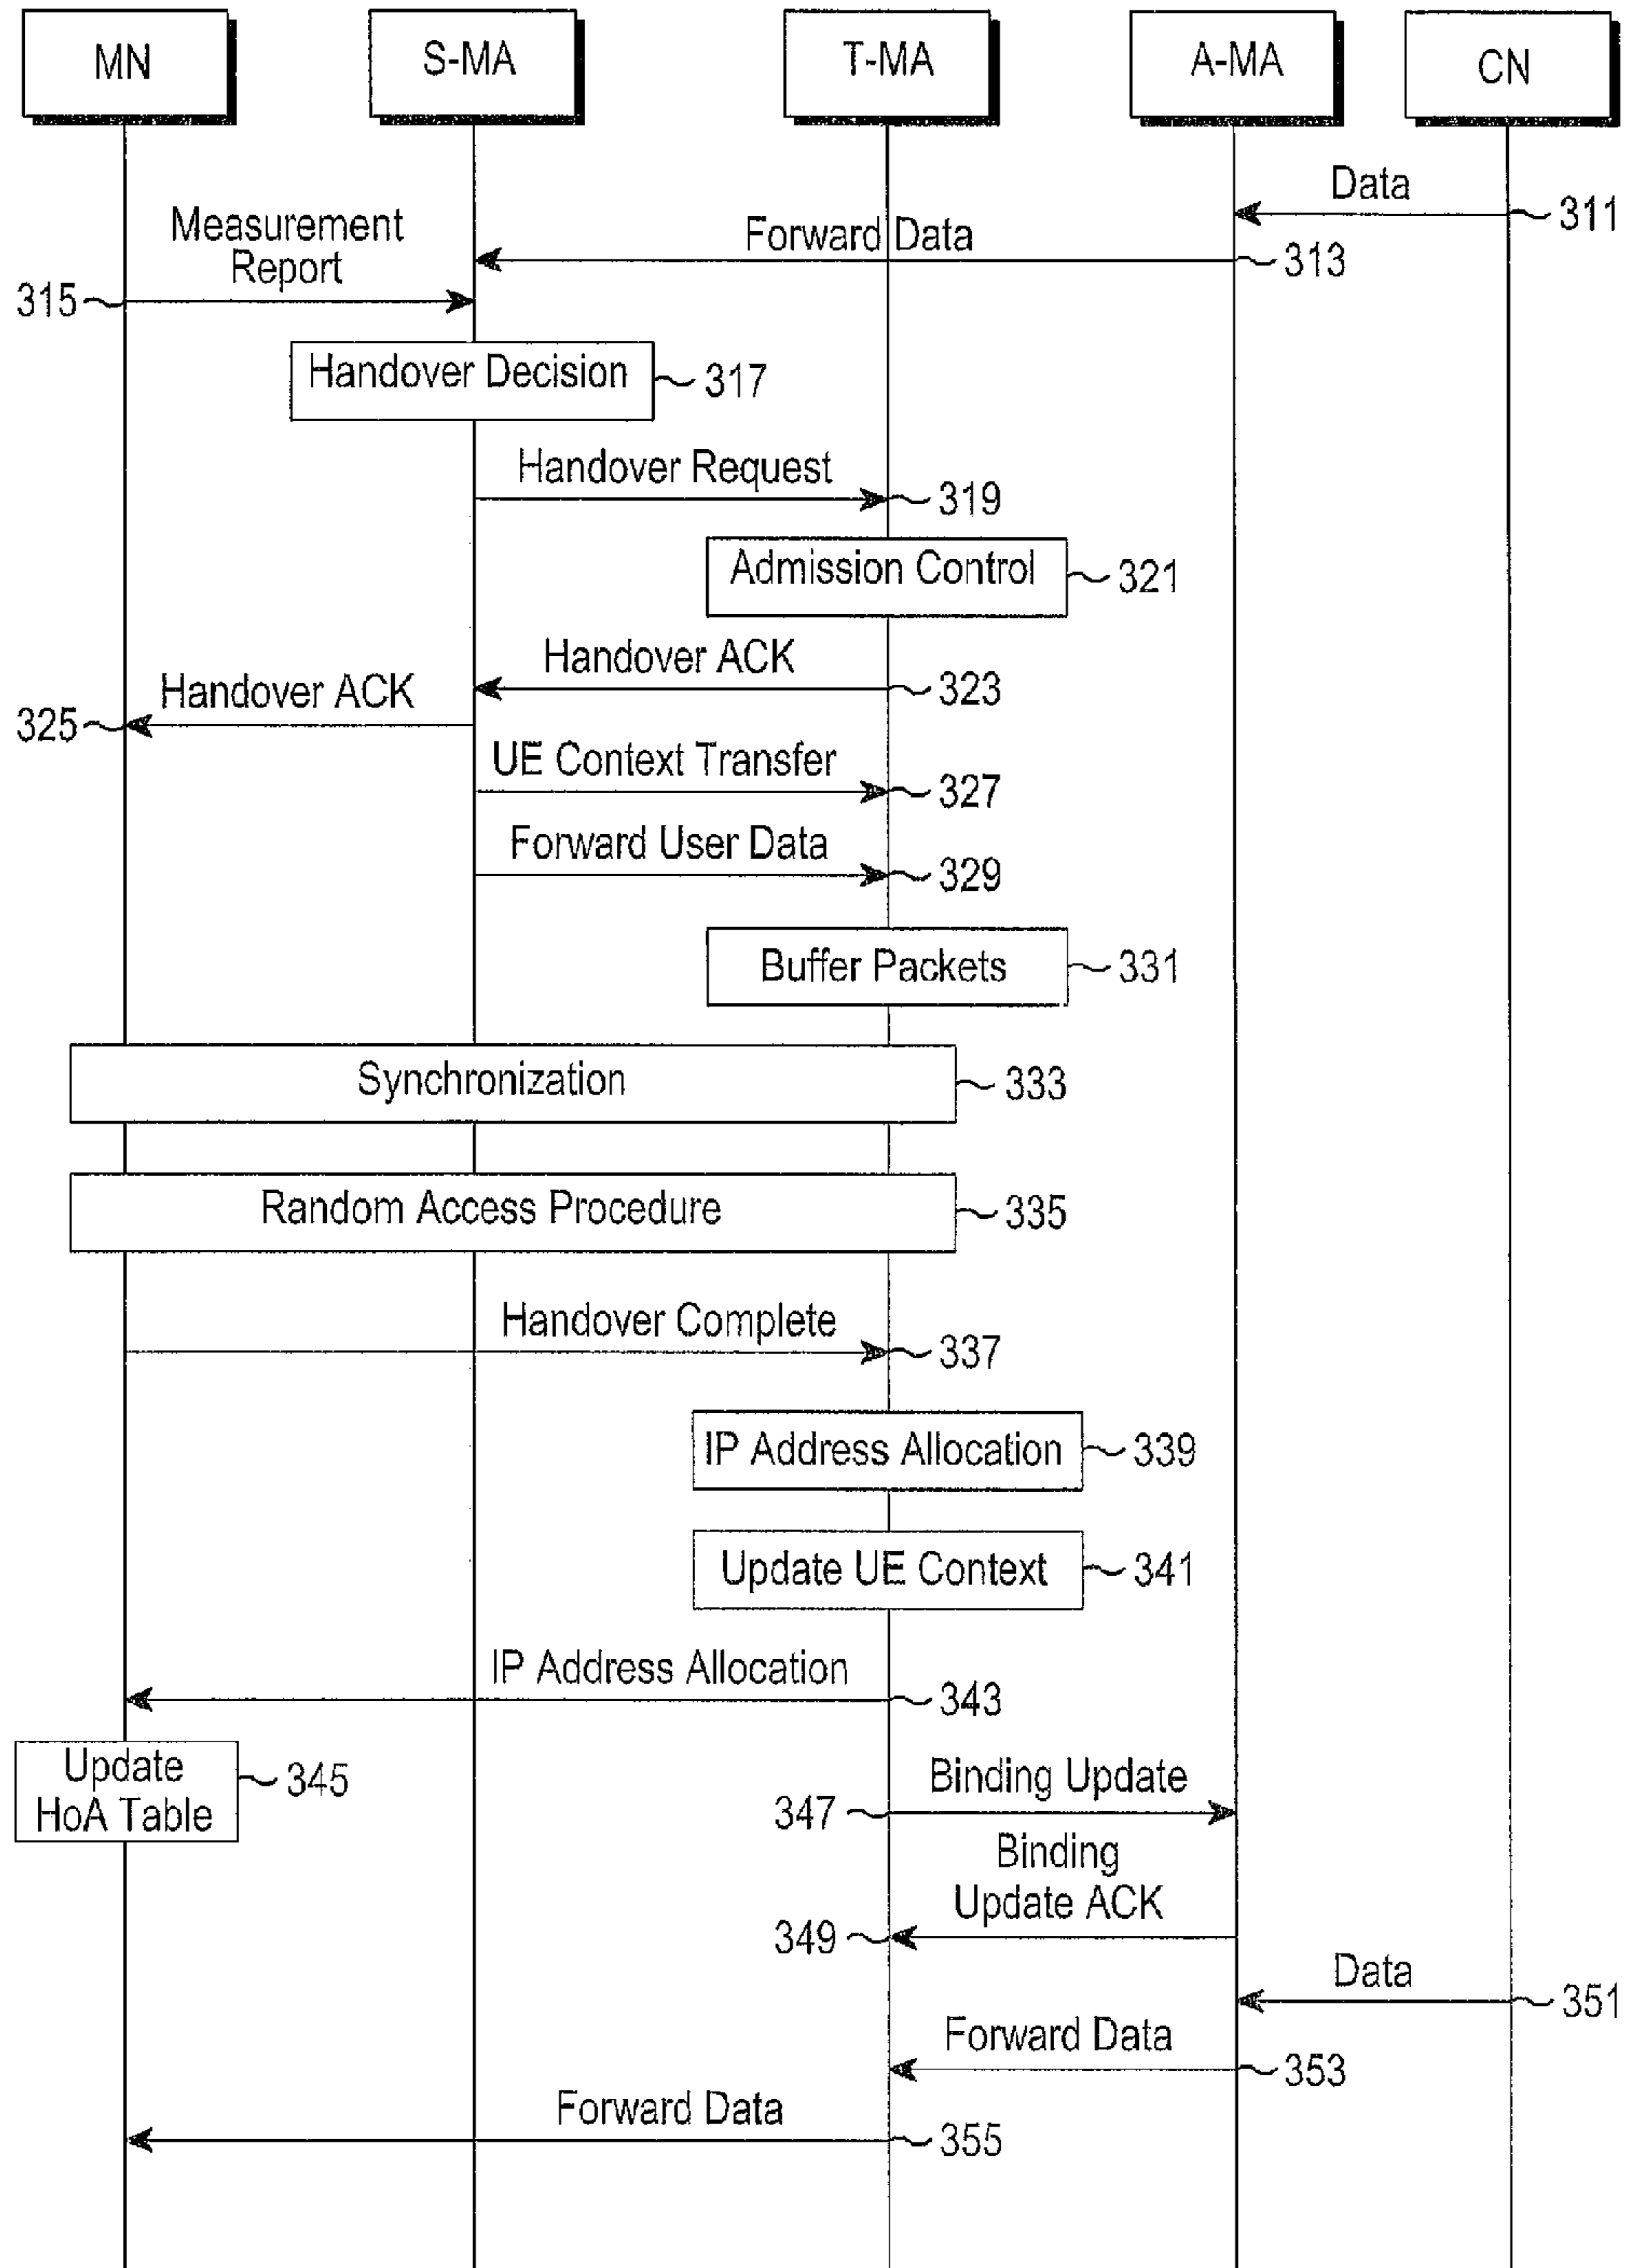 MN
S-MA
T-MA
A-MA
CN
Data
311
Forward Data
313
Measurement
Report
315
Handover Decision
317
Handover Request
319
Admission Control
321
Handover ACK
323
Handover ACK
325
UE Context Transfer
327
Forward User Data
329
Buffer Packets
331
Synchronization
333
Random Access Procedure
335
Handover Complete
337
IP Address Allocation
339
Update UE Context
341
IP Address Allocation
343
Update
HoA Table
345
Binding Update
347
Binding
Update ACK
349
Data
351
Forward Data
353
Forward Data
355